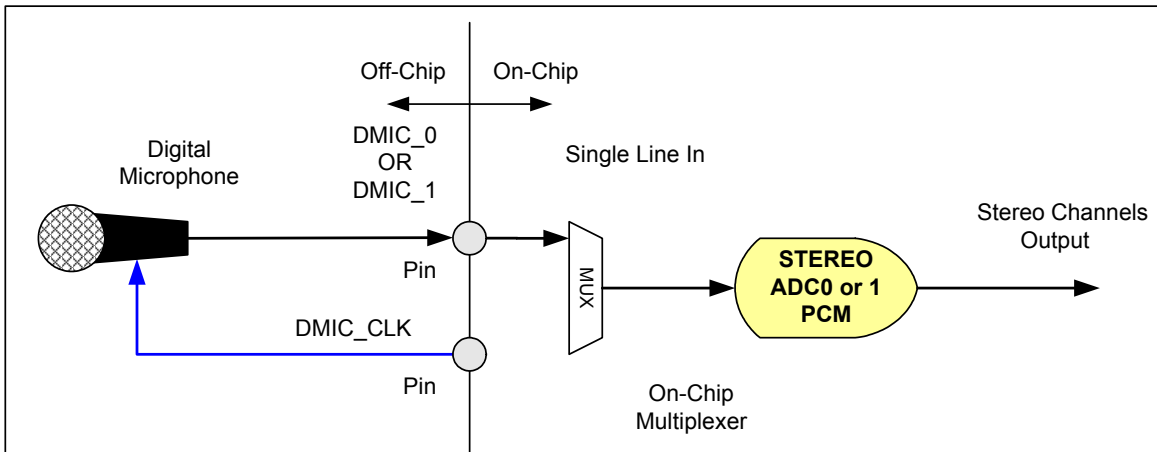 Off-Chip
On-Chip
DMIC_0
OR
DMIC_1
Digital
Microphone
Single Line In
Stereo Channels
Output
Pin
MUX
STEREO
ADC0 or 1
PCM
DMIC_CLK
Pin
On-Chip
Multiplexer